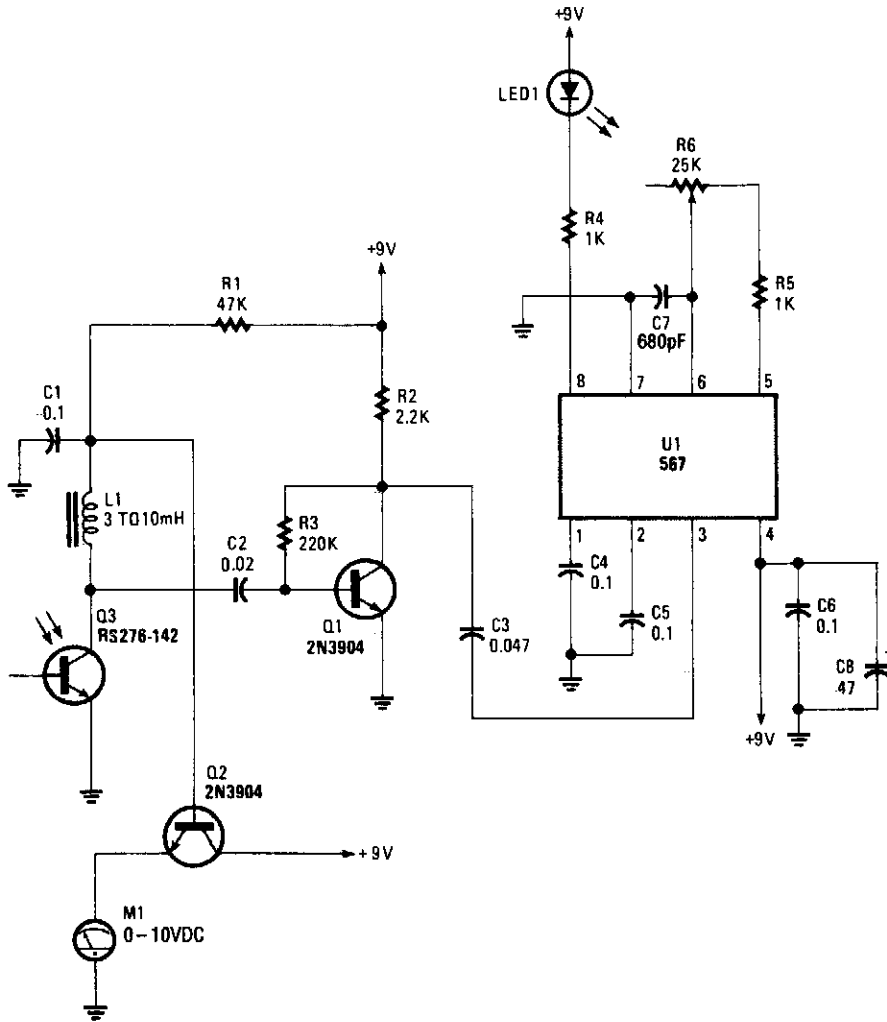 +9V
LED1
R6
25K
R4
1K
+9V
R1
47K
R5
1K
C7
680pF
8
7
6
5
C1
0.1
R2
2.2K
U1
567
L1
3 TO 10mH
R3
220K
C2
0.02
1
2
3
4
C4
0.1
Q3
RS276-142
Q1
2N3904
C3
0.047
C5
0.1
C6
0.1
C8
.47
+9V
Q2
2N3904
+9V
M1
0-10VDC